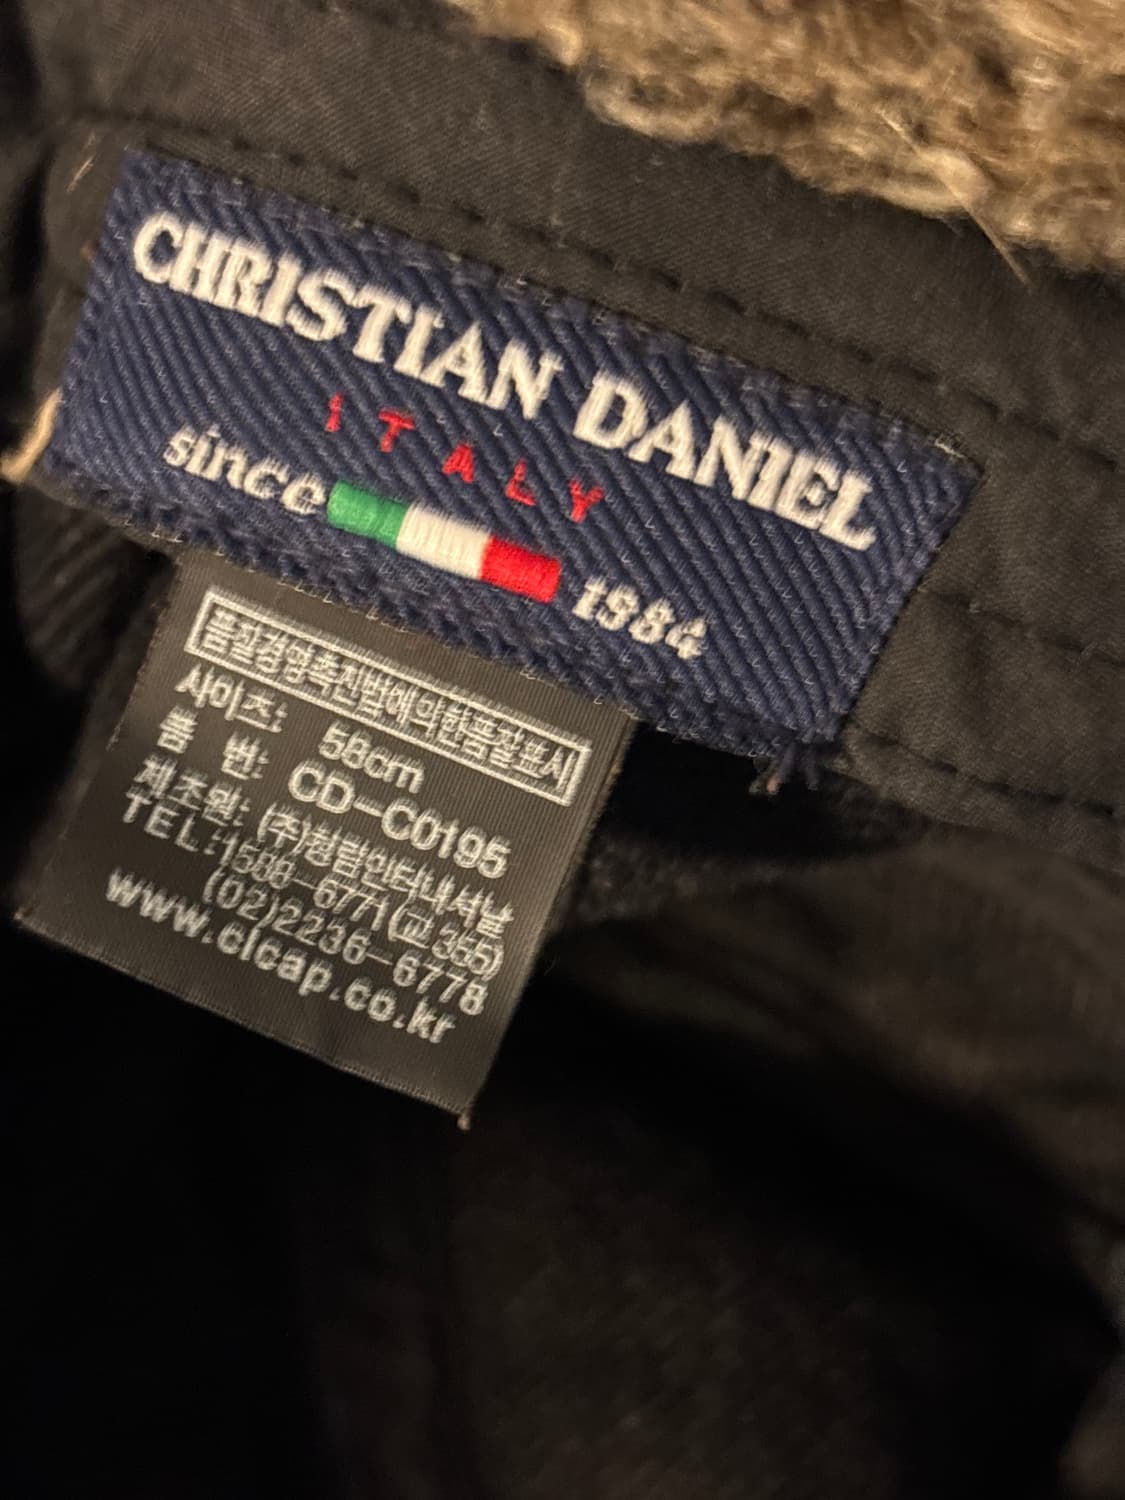 CHRISTIAN DANIEL
ITALY
since 1984
품질경영촉진법에의한품질표시
사이즈: 58cm
품 번: CD-C0195
제조원: (주)청림인터내셔날
TEL:1588-6771(교355)
(02)2236-6778
www.clcap.co.kr